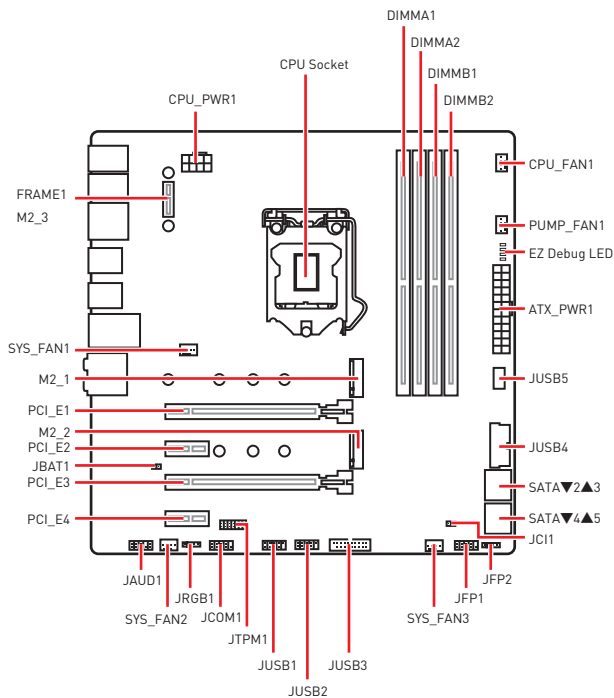 DIMMA1
DIMMA2
CPU Socket
DIMMB1
CPU_PWR1
DIMMB2
CPU_FAN1
FRAME1
M2_3
PUMP_FAN1
EZ Debug LED
ATX_PWR1
SYS_FAN1
M2_1
JUSB5
PCI_E1
M2_2
PCI_E2
JUSB4
JBAT1
PCI_E3
SATA▼2▲3
PCI_E4
SATA▼4▲5
JCI1
JAUD1
JFP2
JRGB1
JFP1
SYS_FAN2
JCOM1
SYS_FAN3
JTPM1
JUSB1
JUSB3
JUSB2